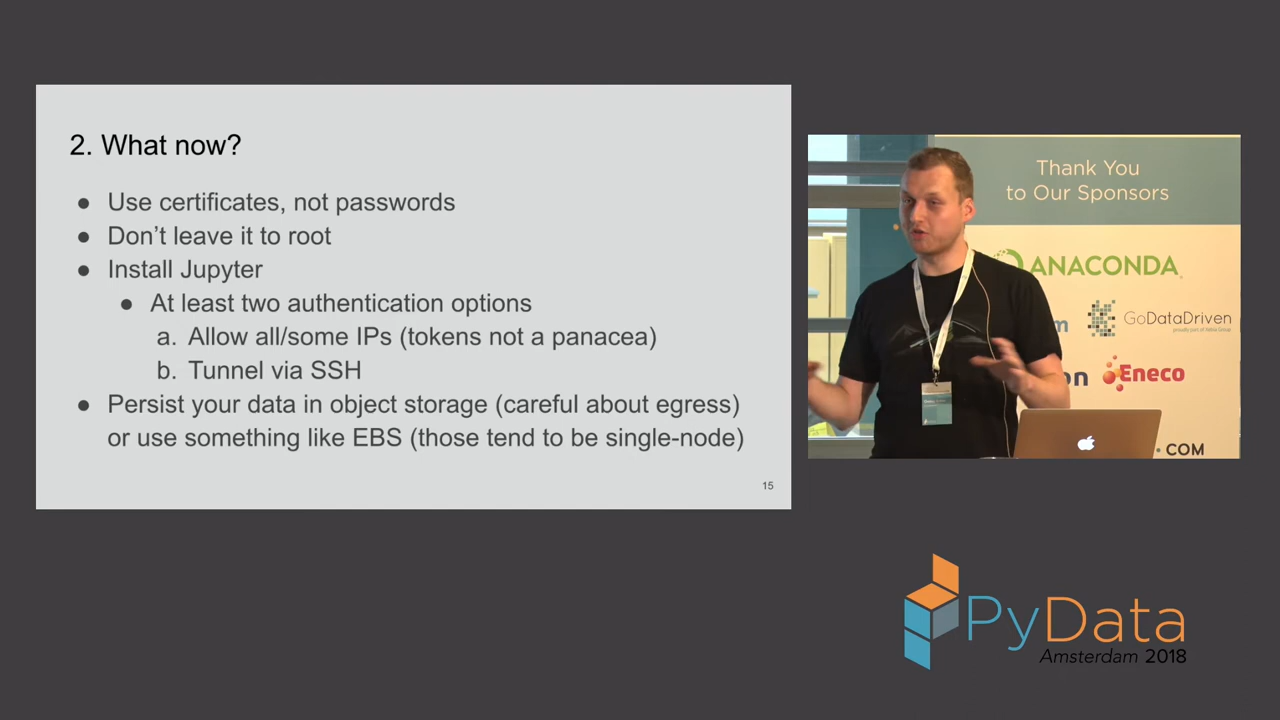 2. What now?
● Use certificates, not passwords
● Don’t leave it to root
● Install Jupyter
● At least two authentication options
a. Allow all/some IPs (tokens not a panacea)
b. Tunnel via SSH
● Persist your data in object storage (careful about egress)
or use something like EBS (those tend to be single-node)
15
Thank You
to Our Sponsors
ANACONDA
GoDataDriven
Eneco
.COM
PyData
Amsterdam 2018